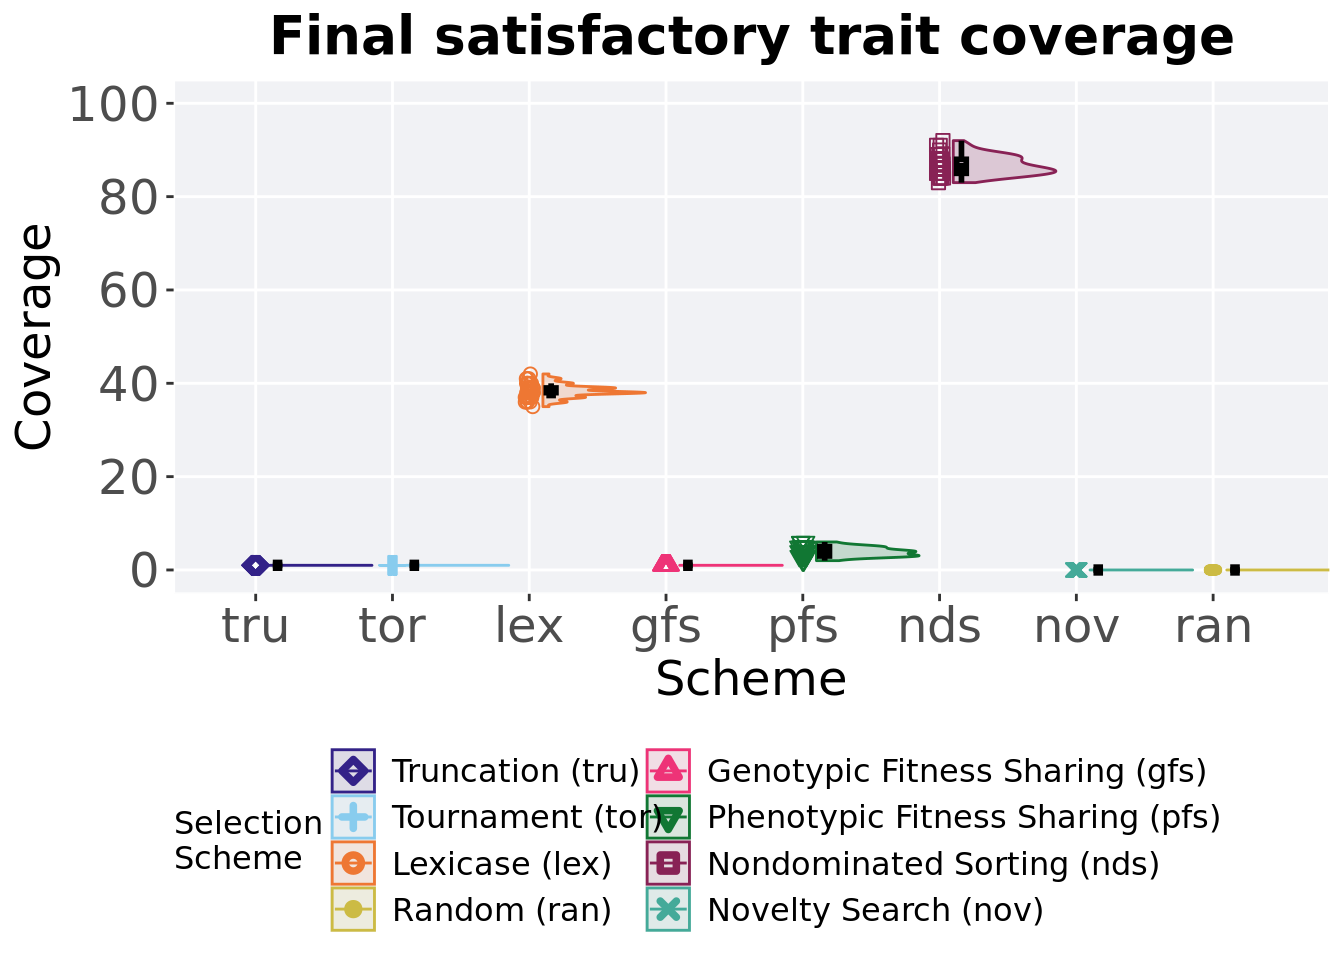 Final satisfactory trait coverage
100
80
60
40
20
0
Coverage
tru tor lex gfs pfs nds nov ran
Scheme
Selection
Scheme
Truncation (tru)
Tournament (tor)
Lexicase (lex)
Random (ran)
Genotypic Fitness Sharing (gfs)
Phenotypic Fitness Sharing (pfs)
Nondominated Sorting (nds)
Novelty Search (nov)